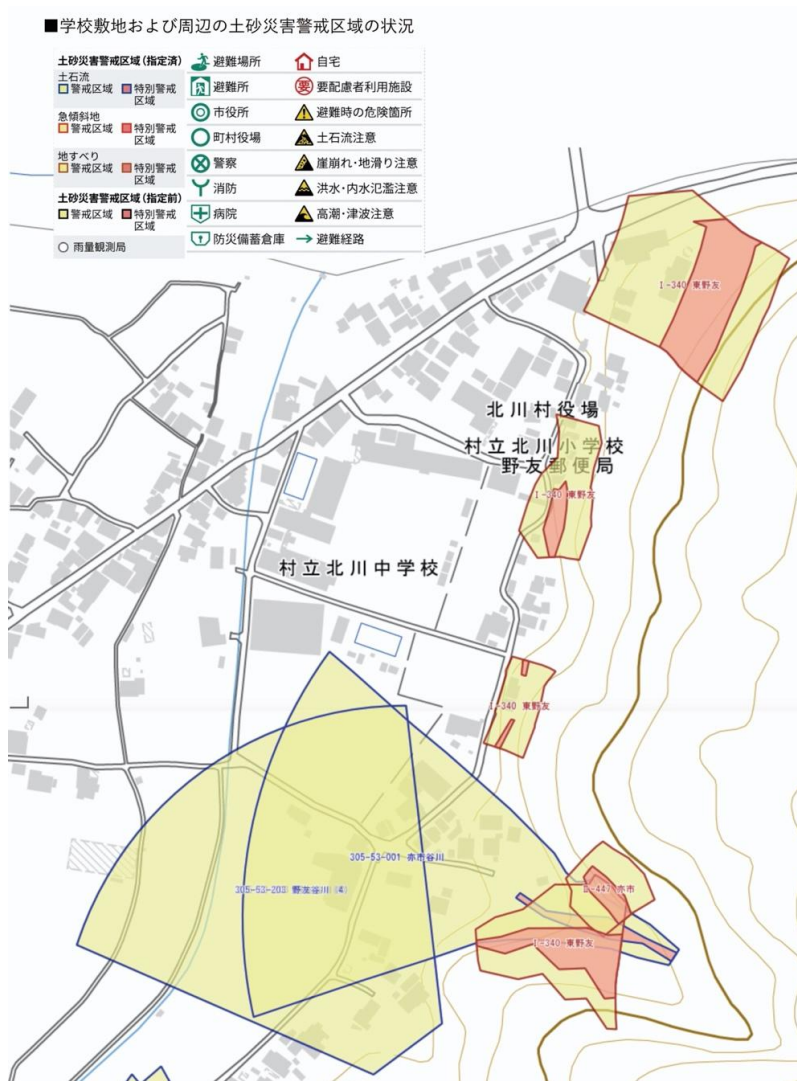 ■学校敷地および周辺の土砂災害警戒区域の状況
土砂災害警戒区域(指定済)
土石流
警戒区域 特別警戒区域
急傾斜地
警戒区域 特別警戒区域
地すべり
警戒区域 特別警戒区域
土砂災害警戒区域(指定前)
警戒区域 特別警戒区域
雨量観測局
避難場所
避難所
市役所
町村役場
警察
消防
病院
防災備蓄倉庫
自宅
要 要配慮者利用施設
避難時の危険箇所
土石流注意
崖崩れ・地滑り注意
洪水・内水氾濫注意
高潮・津波注意
避難経路
I-340 東野友
北川村役場
村立北川小学校
野友郵便局
I-340 東野友
村立北川中学校
I-340 東野友
305-53-001 赤市谷川
305-53-203 野友谷川(4)
II-447 赤市
I-340 東野友